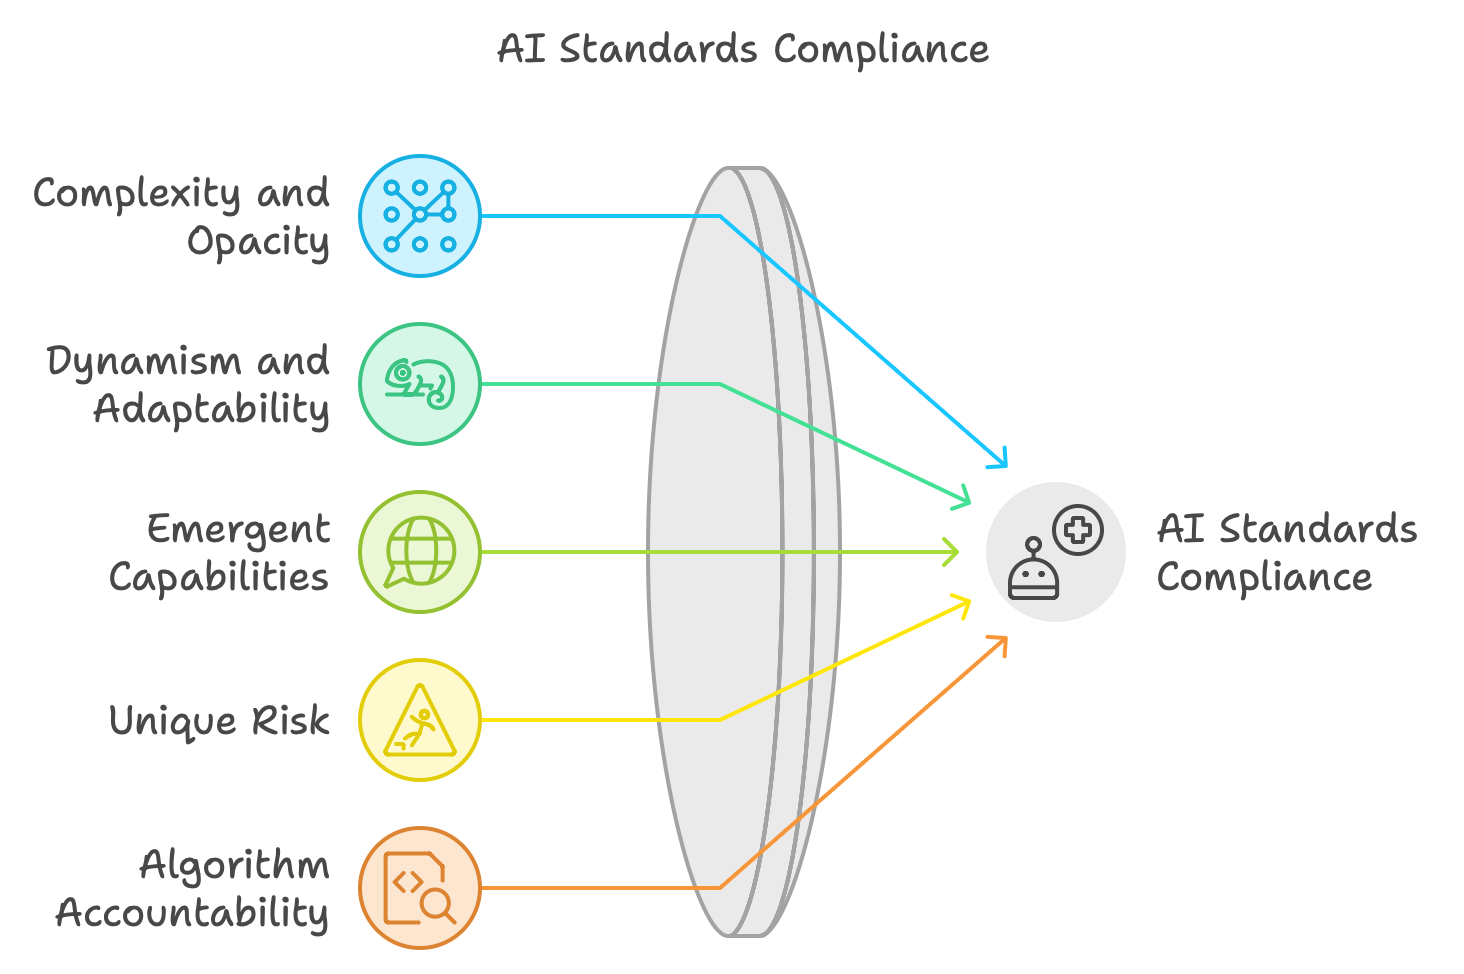 AI Standards Compliance
Complexity and
Opacity
Dynamism and
Adaptability
Emergent
Capabilities
Unique Risk
Algorithm
Accountability
AI Standards
Compliance